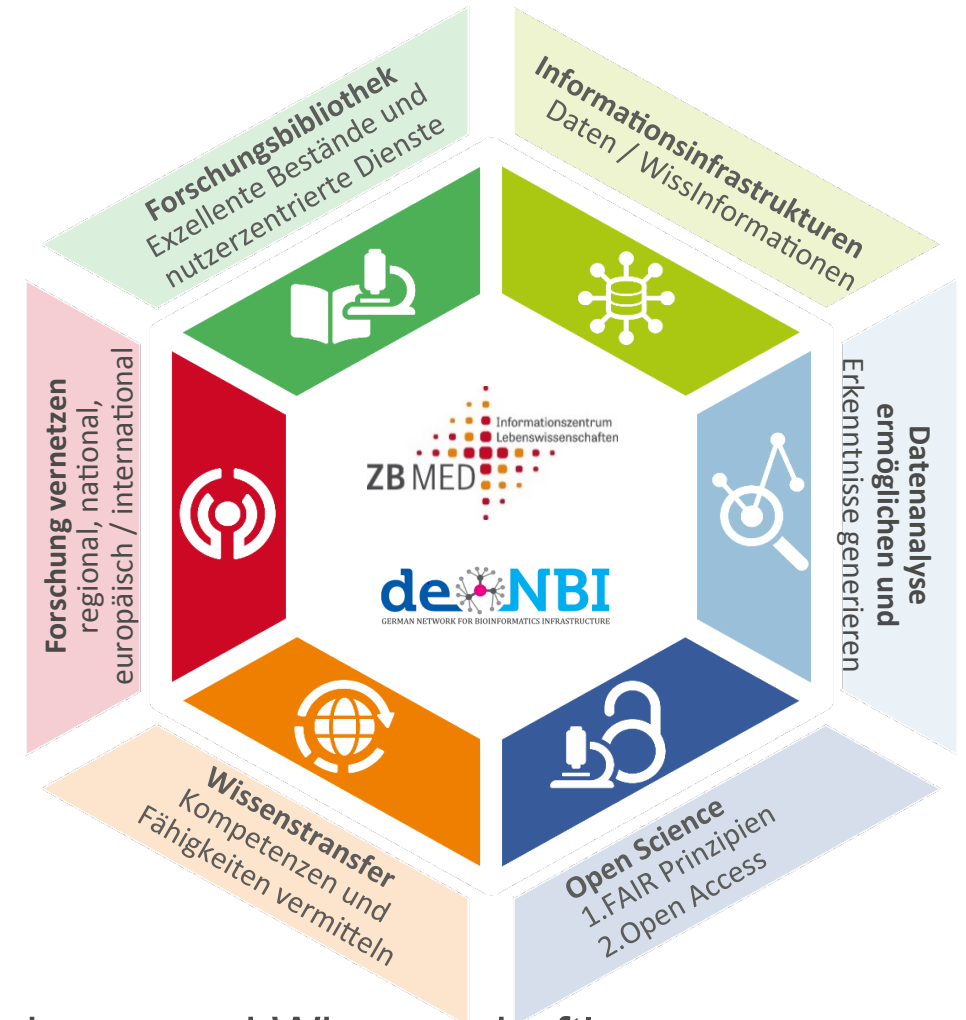 Forschungsbibliothek
Exzellente Bestände und
nutzerzentrierte Dienste
Informationsinfrastrukturen
Daten / WissInformationen
Datenanalyse
ermöglichen und
Erkenntnisse generieren
Open Science
1.FAIR Prinzipien
2.Open Access
Wissenstransfer
Kompetenzen und
Fähigkeiten vermitteln
Forschung vernetzen
regional, national,
europäisch / international
Informationszentrum
Lebenswissenschaften
ZB MED
de NBI
GERMAN NETWORK FOR BIOINFORMATICS INFRASTRUCTURE